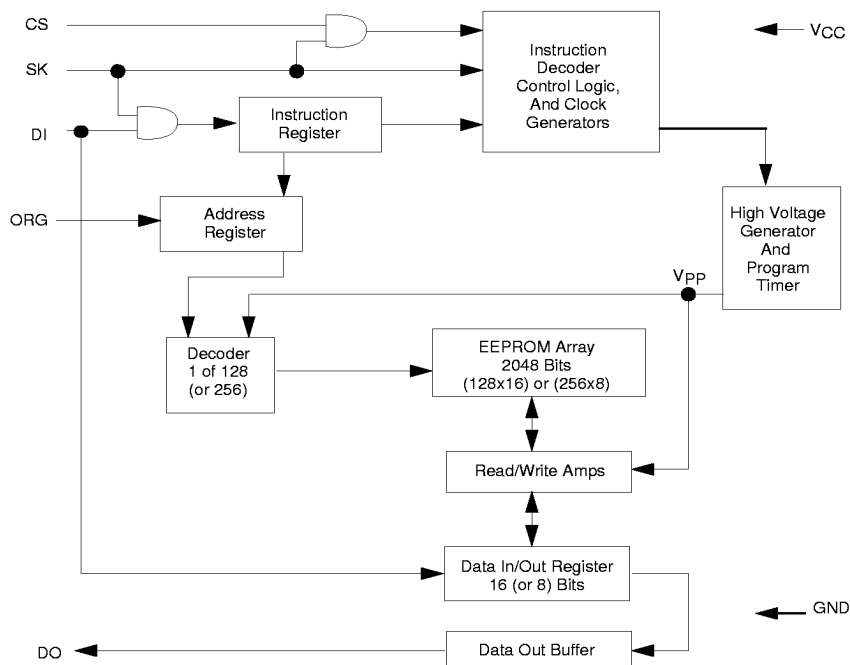 CS
SK
DI
ORG
Instruction
Decoder
Control Logic,
And Clock
Generators
VCC
Instruction
Register
Address
Register
High Voltage
Generator
And
Program
Timer
VPP
Decoder
1 of 128
(or 256)
EEPROM Array
2048 Bits
(128x16) or (256x8)
Read/Write Amps
Data In/Out Register
16 (or 8) Bits
GND
DO
Data Out Buffer